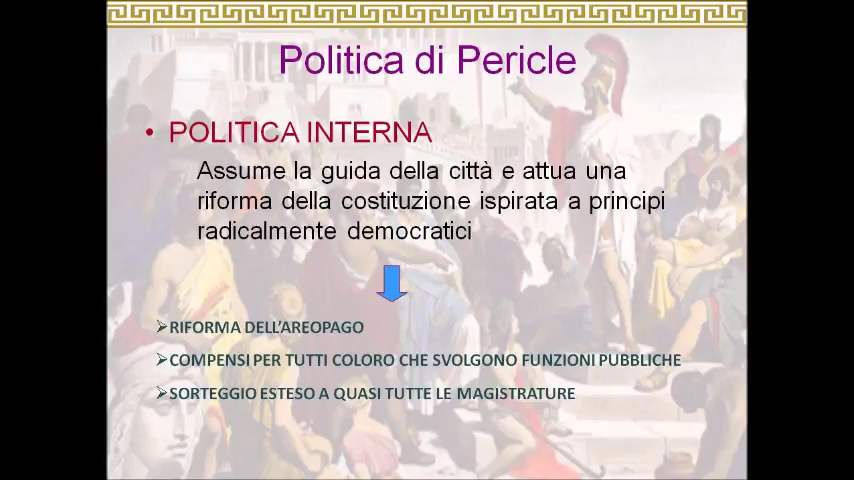 Politica di Pericle
• POLITICA INTERNA
Assume la guida della città e attua una
riforma della costituzione ispirata a principi
radicalmente democratici
➢RIFORMA DELL'AREOPAGO
➢COMPENSI PER TUTTI COLORO CHE SVOLGONO FUNZIONI PUBBLICHE
➢SORTEGGIO ESTESO A QUASI TUTTE LE MAGISTRATURE